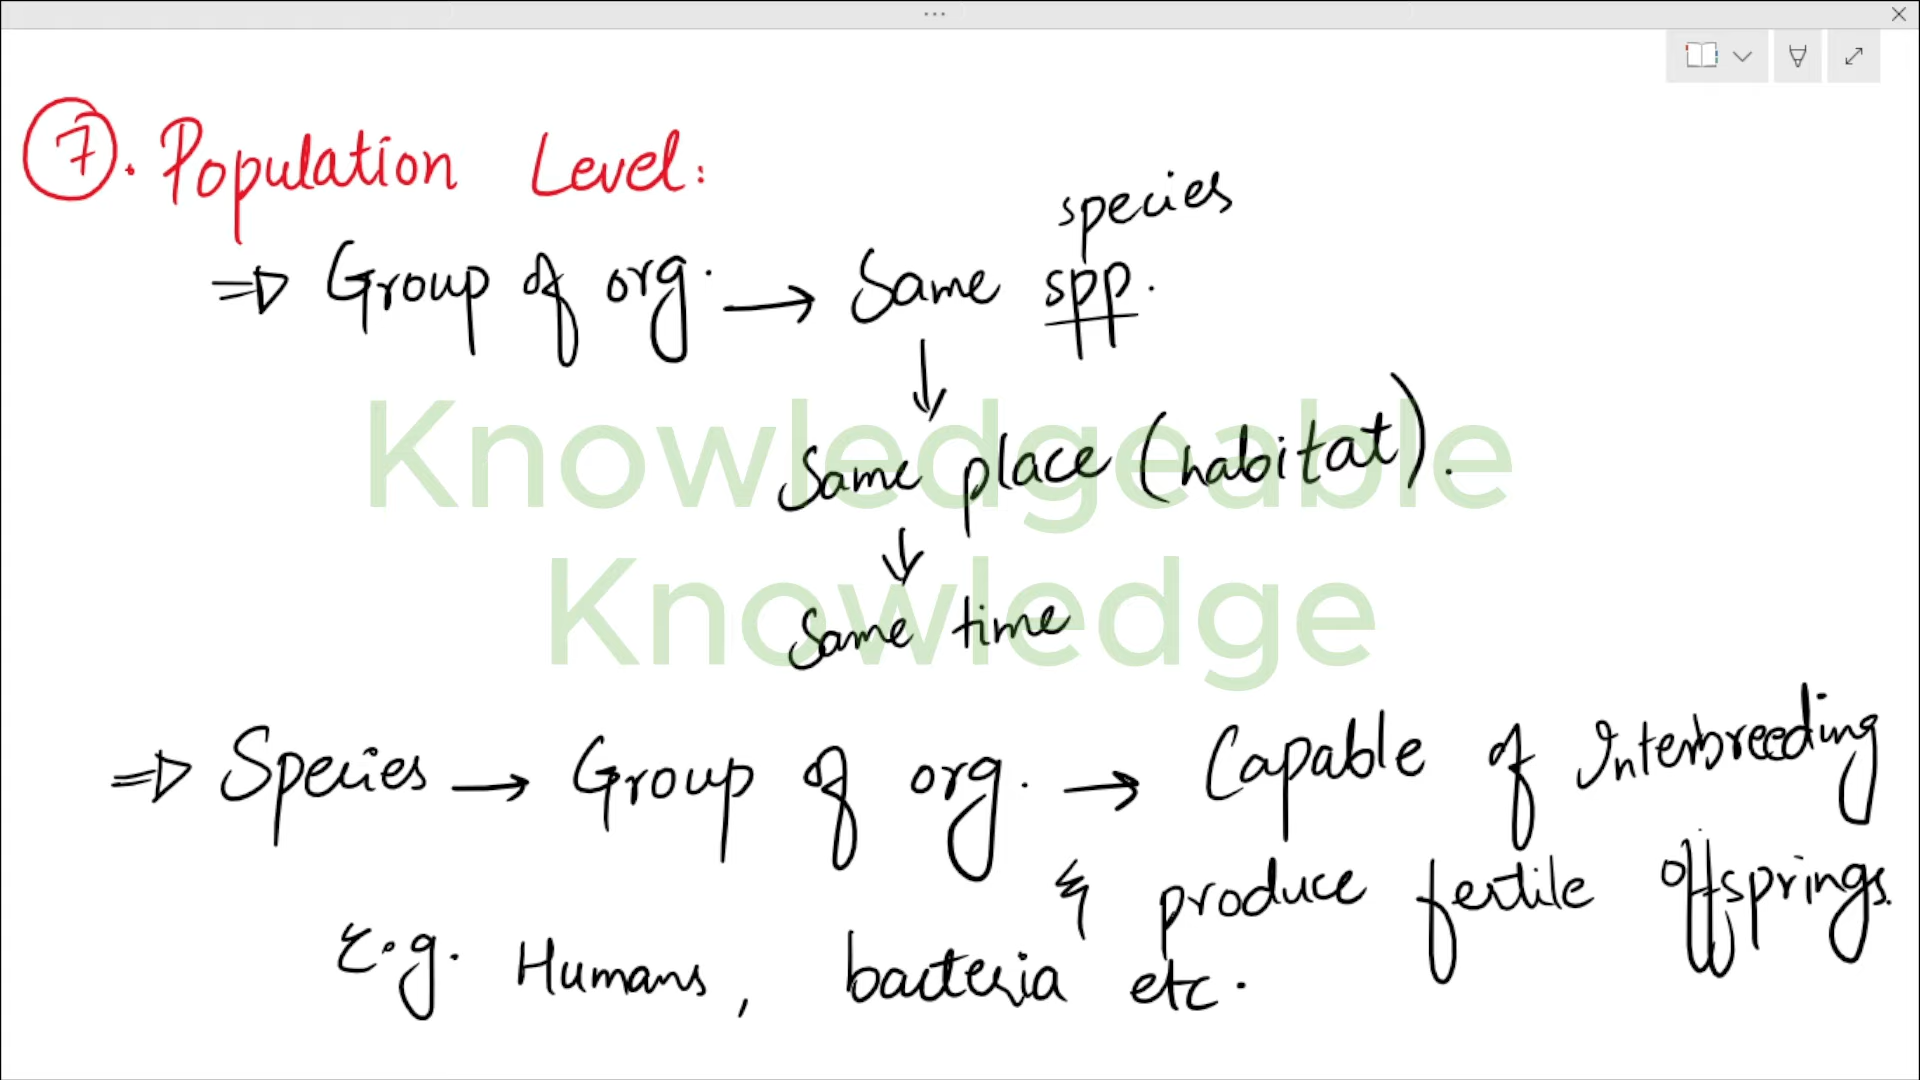 7. Population Level:
species
⇒ Group of org. → Same spp.
↓
Same place (habitat).
↓
Same time
Knowledgeable
Knowledge
⇒ Species → Group of org. → Capable of Interbreeding
& produce fertile offsprings.
E.g. Humans, bacteria etc.